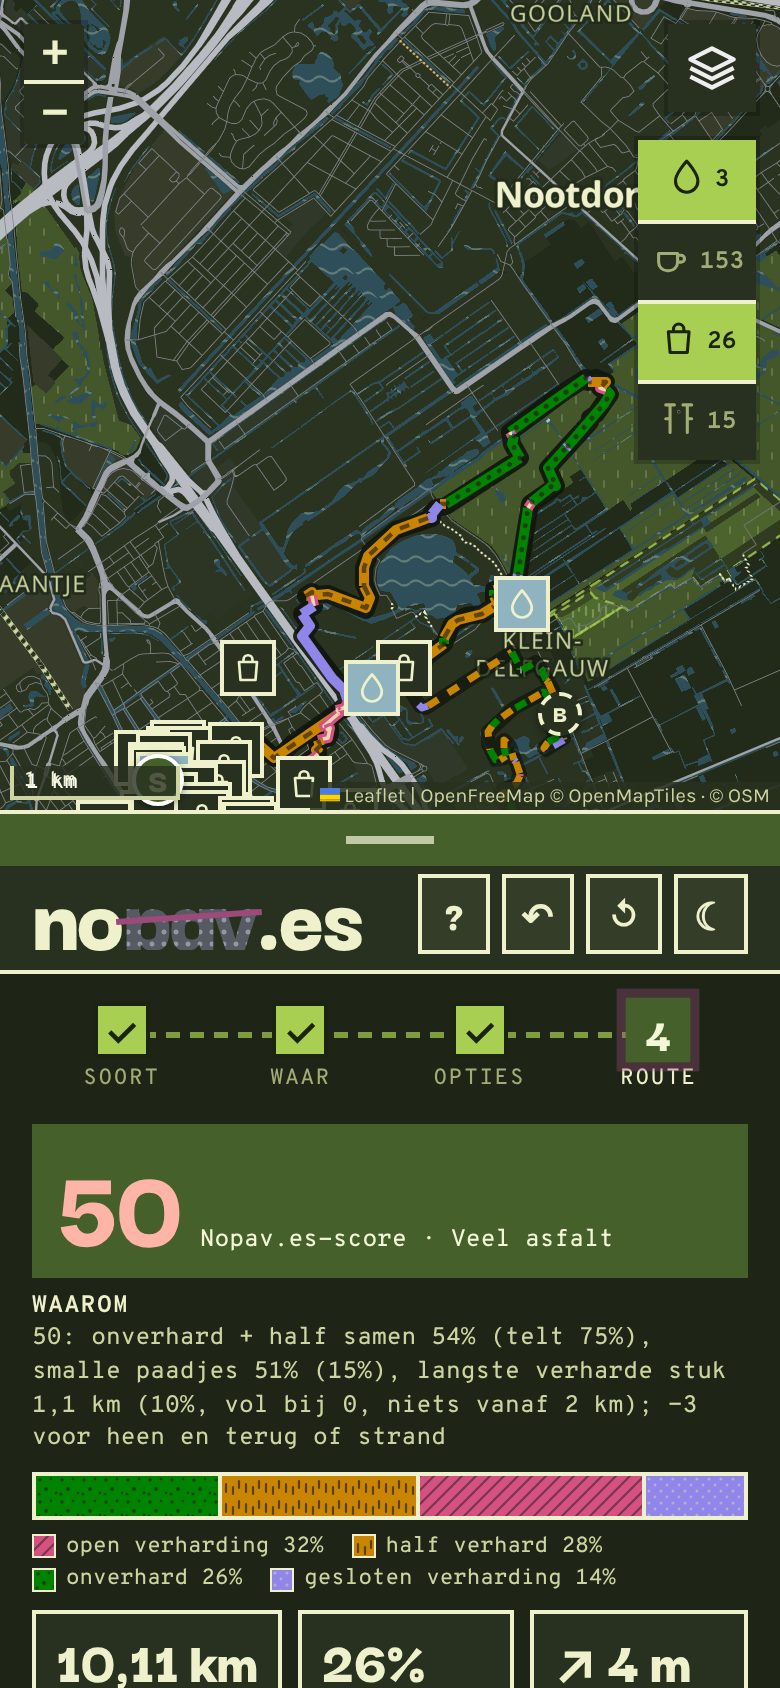 GOOLAND
+
−
3
Nootdor
153
26
15
AANTJE
KLEIN-
DELFGAUW
B
S
1 km
Leaflet | OpenFreeMap © OpenMapTiles · © OSM
nopav.es
?
4
SOORT
WAAR
OPTIES
ROUTE
50
Nopav.es-score · Veel asfalt
WAAROM
50: onverhard + half samen 54% (telt 75%),
smalle paadjes 51% (15%), langste verharde stuk
1,1 km (10%, vol bij 0, niets vanaf 2 km); −3
voor heen en terug of strand
open verharding 32%
half verhard 28%
onverhard 26%
gesloten verharding 14%
10,11 km
26%
↗ 4 m